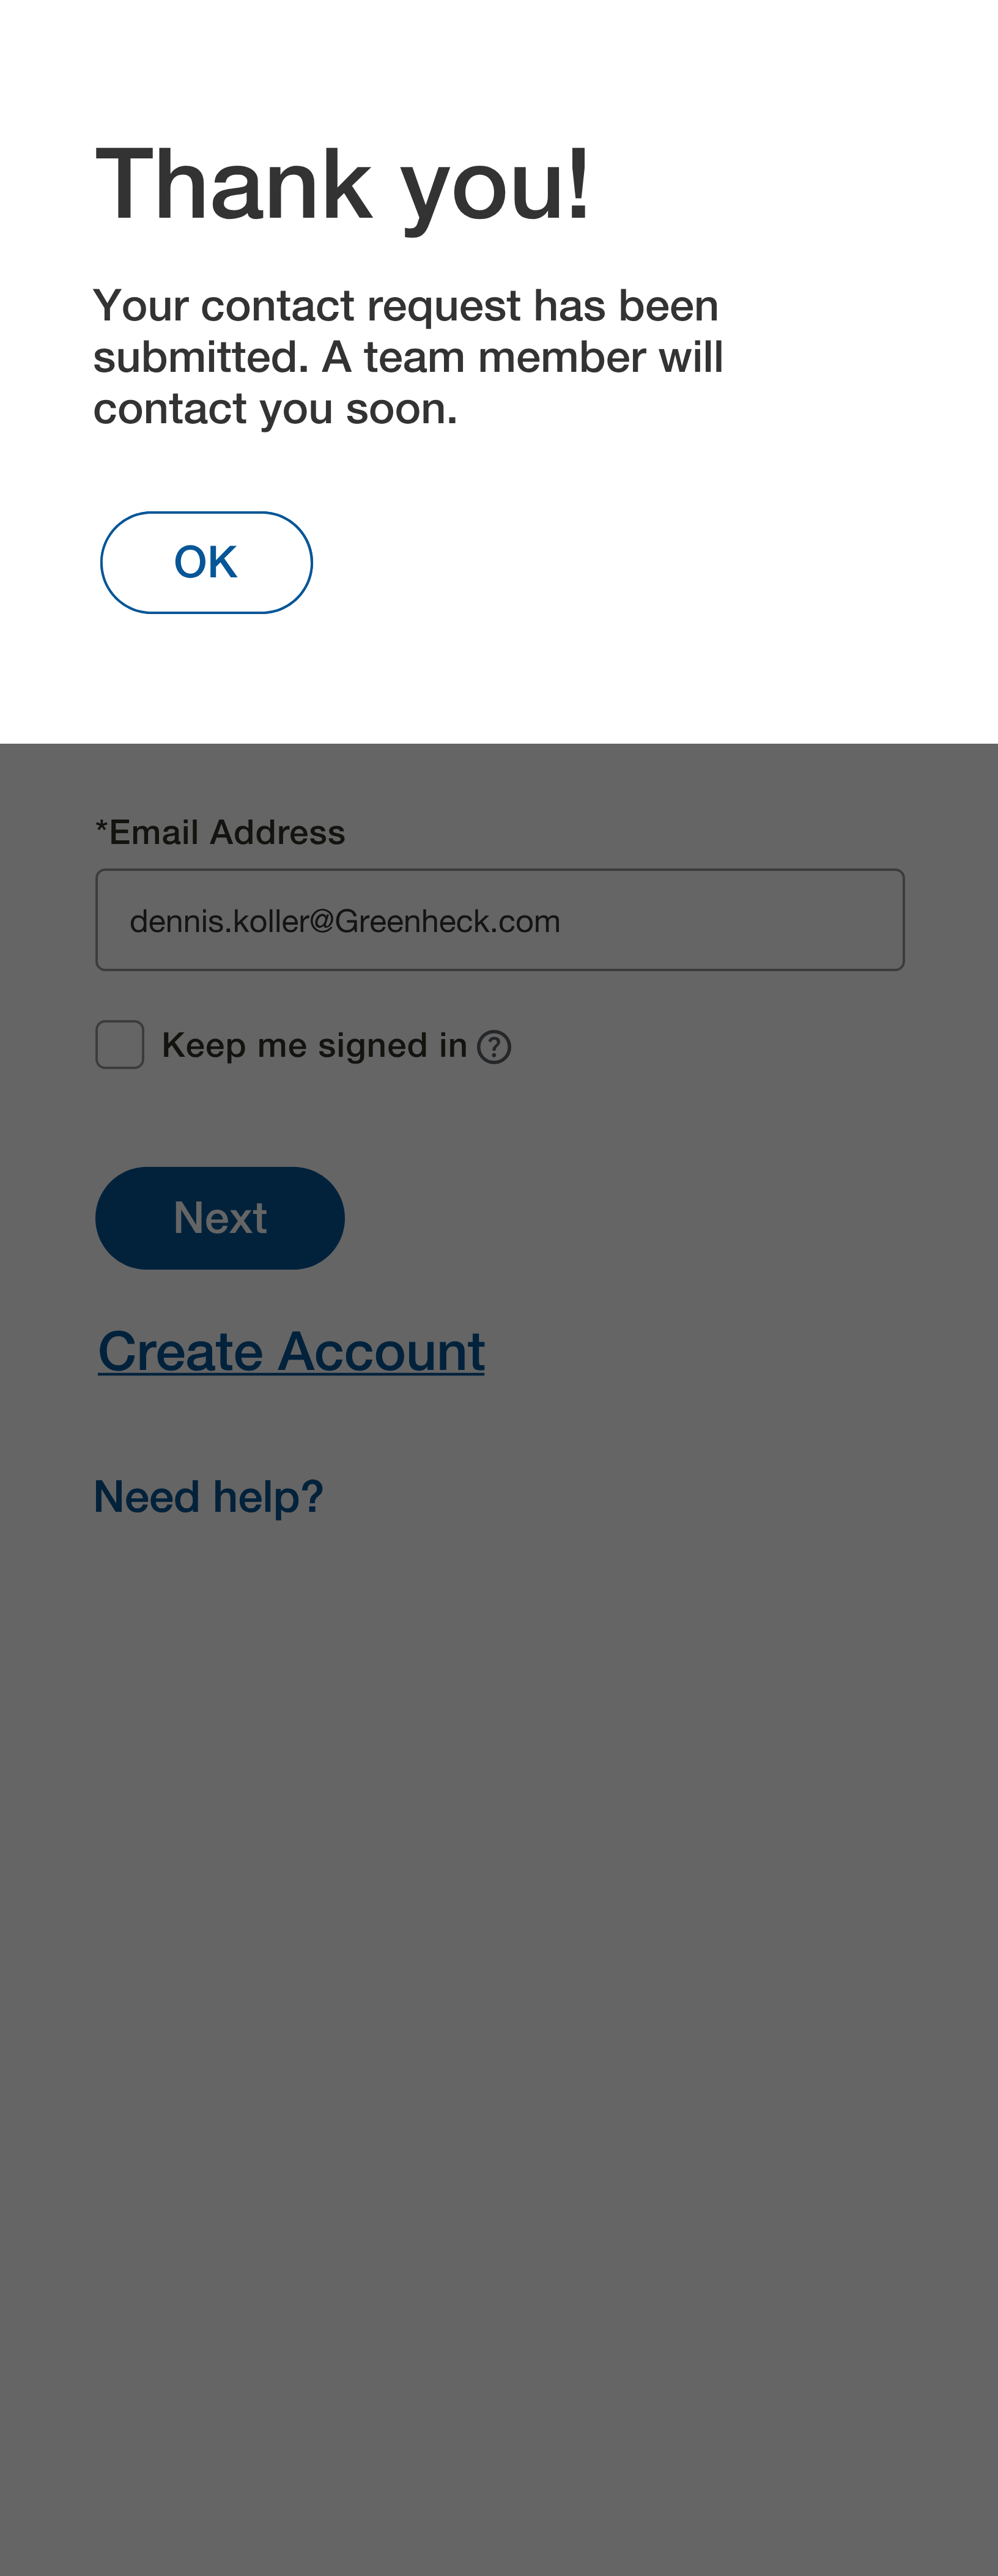 Thank you!
Your contact request has been
submitted. A team member will
contact you soon.
OK
*Email Address
dennis.koller@Greenheck.com
Keep me signed in ?
Next
Create Account
Need help?